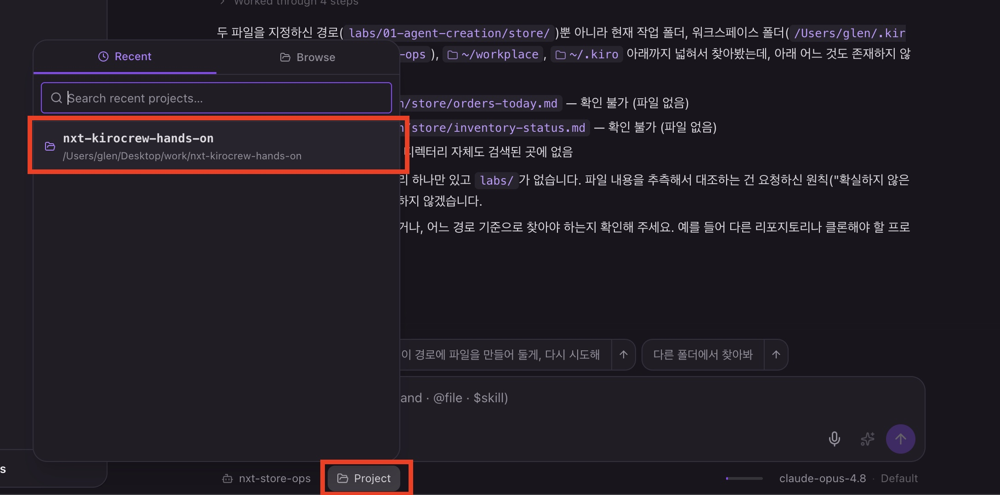 Worked through 4 steps
두 파일을 지정하신 경로( labs/01-agent-creation/store/ )뿐 아니라 현재 작업 폴더, 워크스페이스 폴더( /Users/glen/.kir
-ops ), ~/workplace , ~/.kiro 아래까지 넓혀서 찾아봤는데, 아래 어느 것도 존재하지 않
Recent
Browse
Search recent projects...
nxt-kirocrew-hands-on
/Users/glen/Desktop/work/nxt-kirocrew-hands-on
n/store/orders-today.md — 확인 불가 (파일 없음)
n/store/inventory-status.md — 확인 불가 (파일 없음)
디렉터리 자체도 검색된 곳에 없음
리 하나만 있고 labs/ 가 없습니다. 파일 내용을 추측해서 대조하는 건 요청하신 원칙("확실하지 않은
하지 않겠습니다.
거나, 어느 경로 기준으로 찾아야 하는지 확인해 주세요. 예를 들어 다른 리포지토리나 클론해야 할 프로
이 경로에 파일을 만들어 둘게, 다시 시도해
다른 폴더에서 찾아봐
and · @file · $skill)
s
nxt-store-ops
Project
claude-opus-4.8 · Default